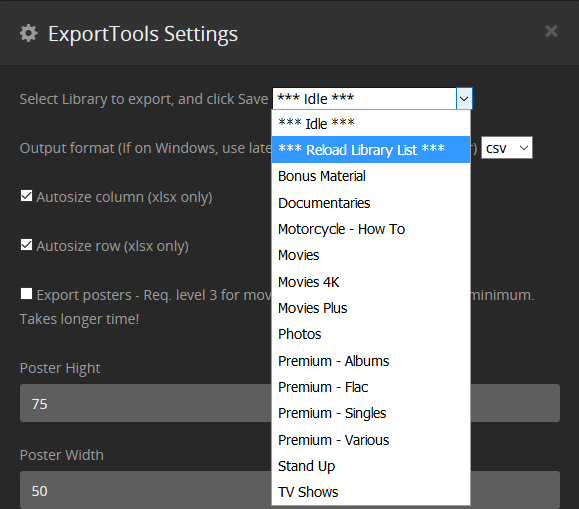 ExportTools Settings
Select Library to export, and click Save *** Idle ***
*** Idle ***
Output format (If on Windows, use late *** Reload Library List *** ) csv
Bonus Material
Autosize column (xlsx only)
Documentaries
Motorcycle - How To
Autosize row (xlsx only)
Movies
Movies 4K
Export posters - Req. level 3 for mov minimum.
Movies Plus
Takes longer time!
Photos
Premium - Albums
Poster Hight
Premium - Flac
75
Premium - Singles
Premium - Various
Poster Width
Stand Up
50
TV Shows